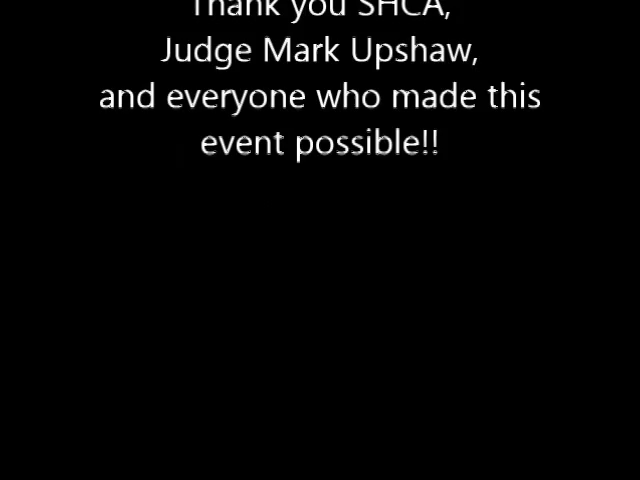 Thank you SHCA,
Judge Mark Upshaw,
and everyone who made this
event possible!!